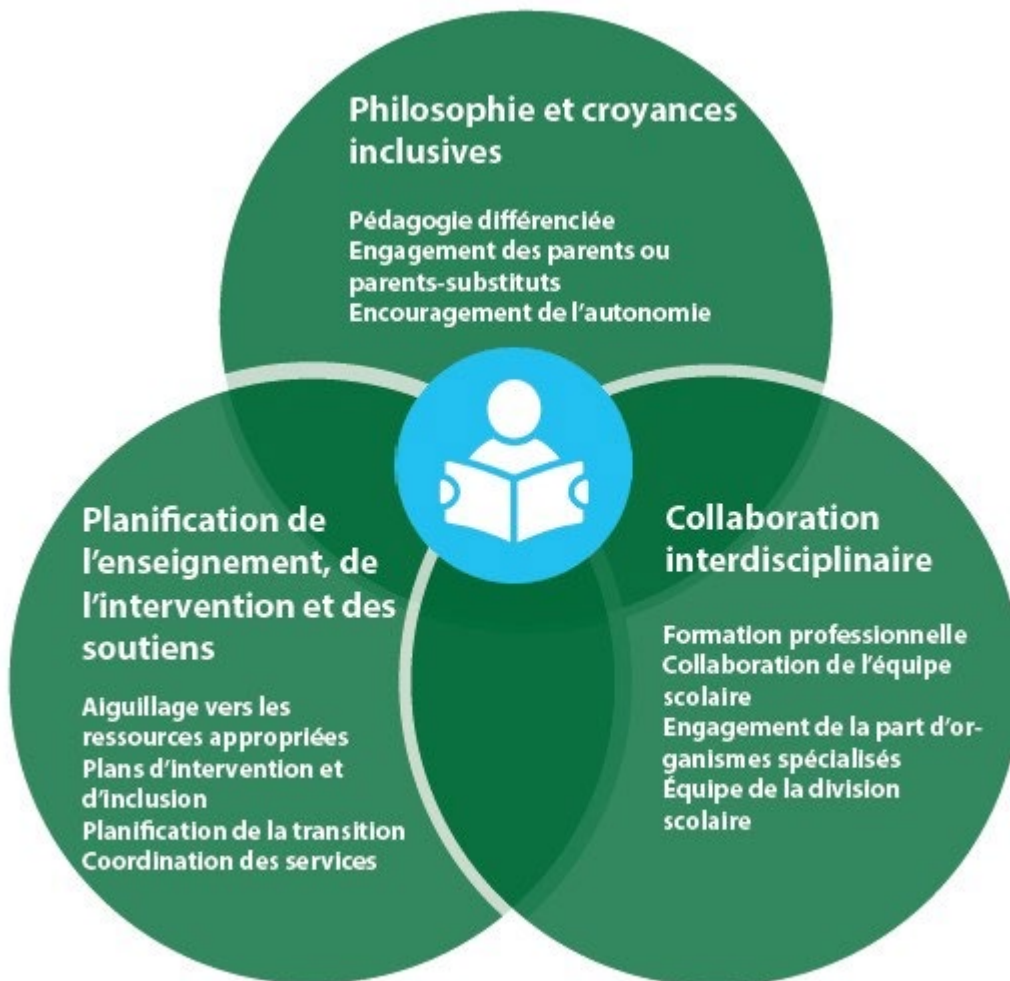 Philosophie et croyances
inclusives
Pédagogie différenciée
Engagement des parents ou
parents-substituts
Encouragement de l'autonomie
Planification de
l'enseignement, de
l'intervention et des
soutiens
Aiguillage vers les
ressources appropriées
Plans d'intervention et
d'inclusion
Planification de la transition
Coordination des services
Collaboration
interdisciplinaire
Formation professionnelle
Collaboration de l'équipe
scolaire
Engagement de la part d'or-
ganismes spécialisés
Équipe de la division
scolaire